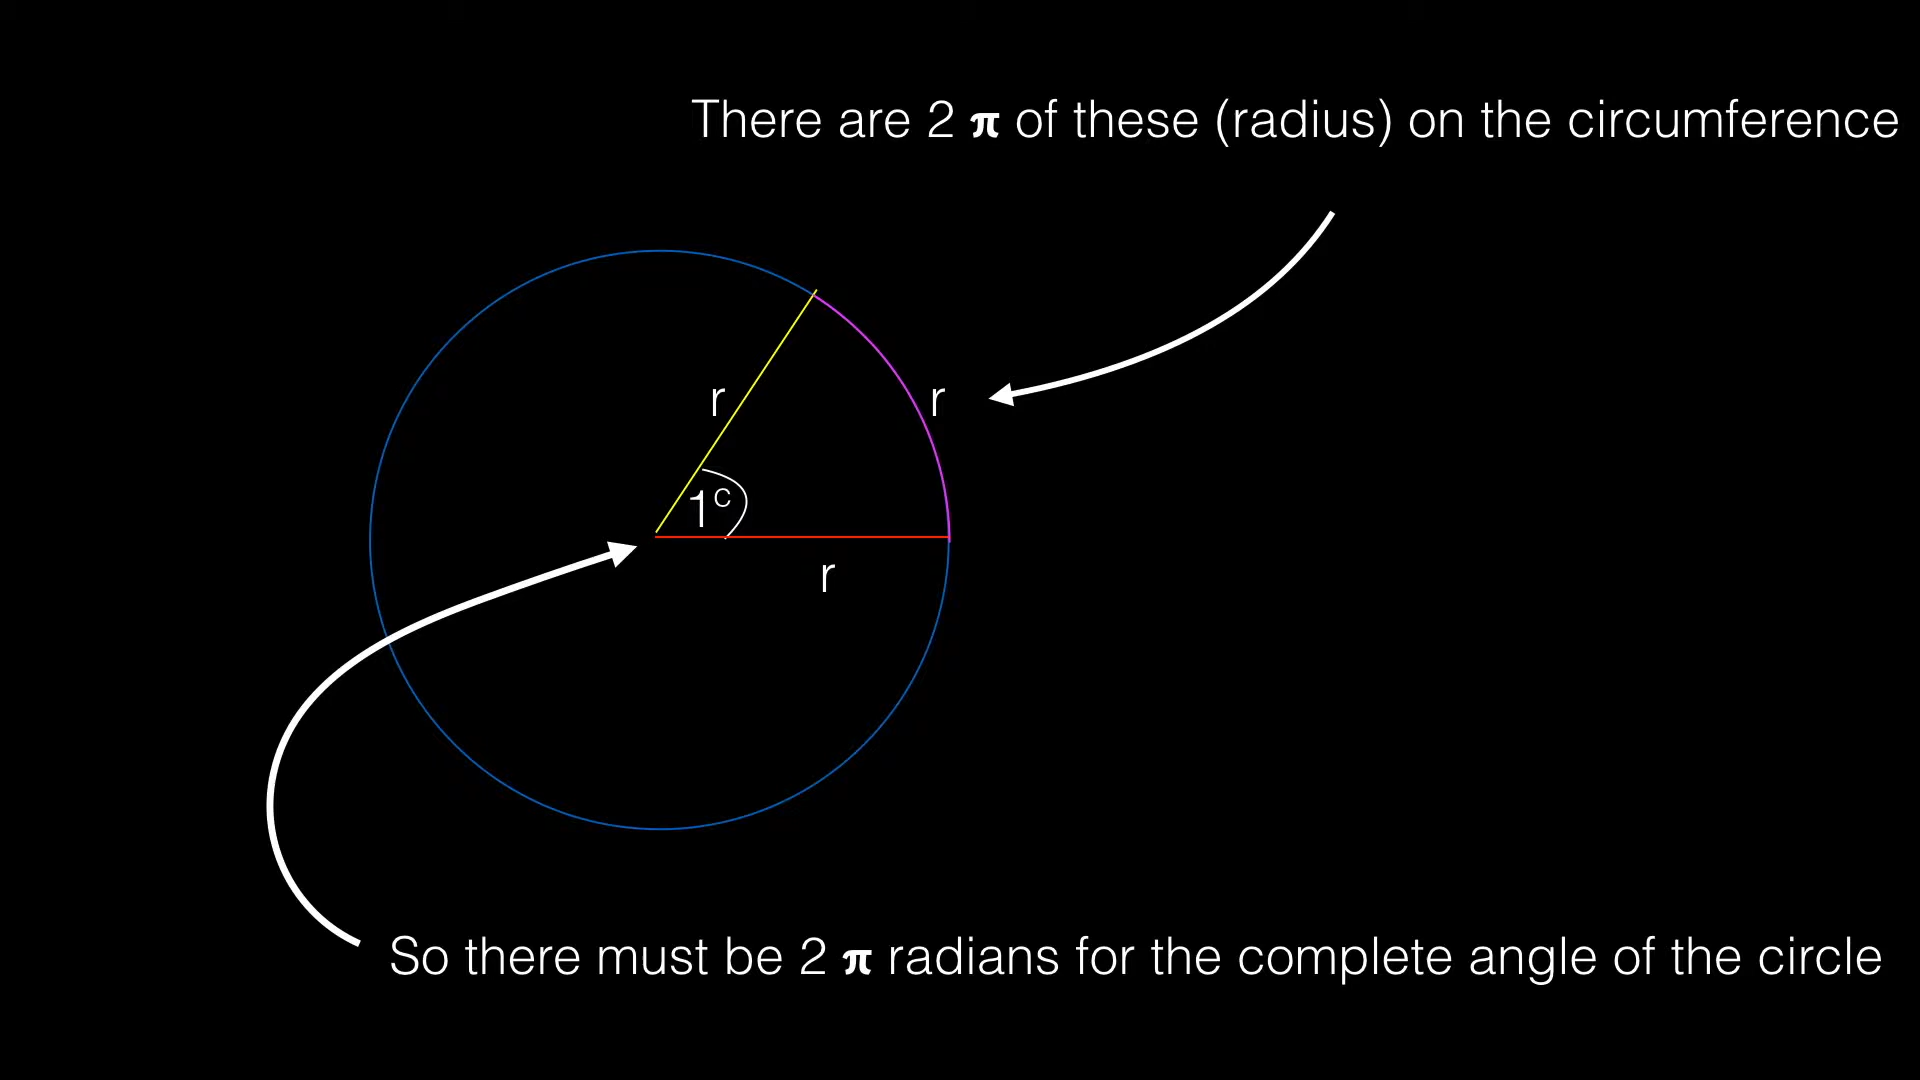 There are 2 π of these (radius) on the circumference
r
r
1ᶜ
r
So there must be 2 π radians for the complete angle of the circle